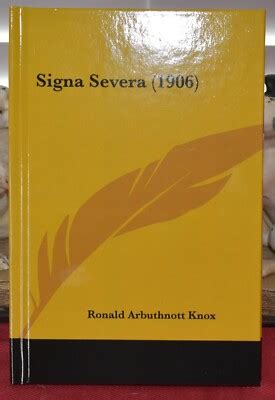 Signa Severa (1906)
Ronald Arbuthnott Knox